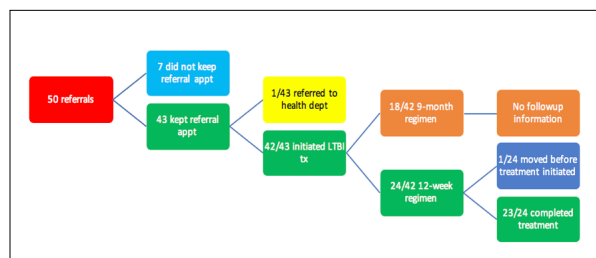 50 referrals
7 did not keep
referral appt
43 kept referral
appt
1/43 referred to
health dept
42/43 initiated LTBI
tx
18/42 9-month
regimen
24/42 12-week
regimen
No followup
information
1/24 moved before
treatment initiated
23/24 completed
treatment